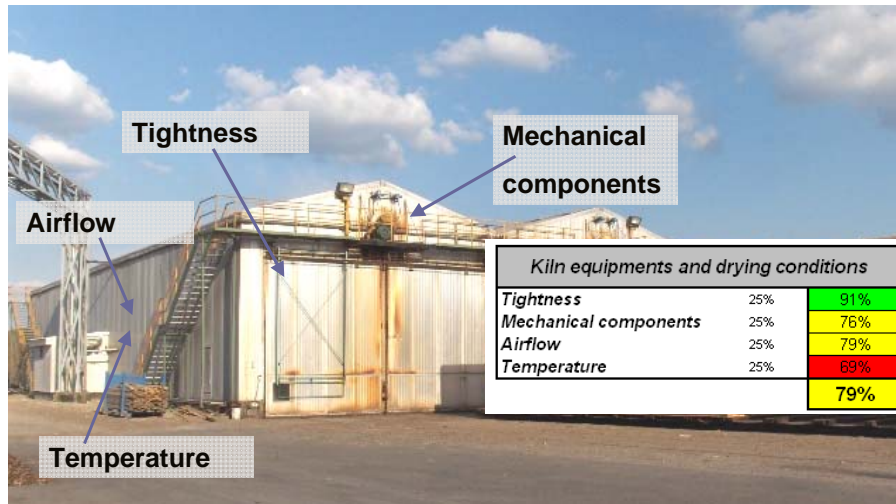 Tightness
Mechanical
components
Airflow
Temperature
Kiln equipments and drying conditions
Tightness 25% 91%
Mechanical components 25% 76%
Airflow 25% 79%
Temperature 25% 69%
79%